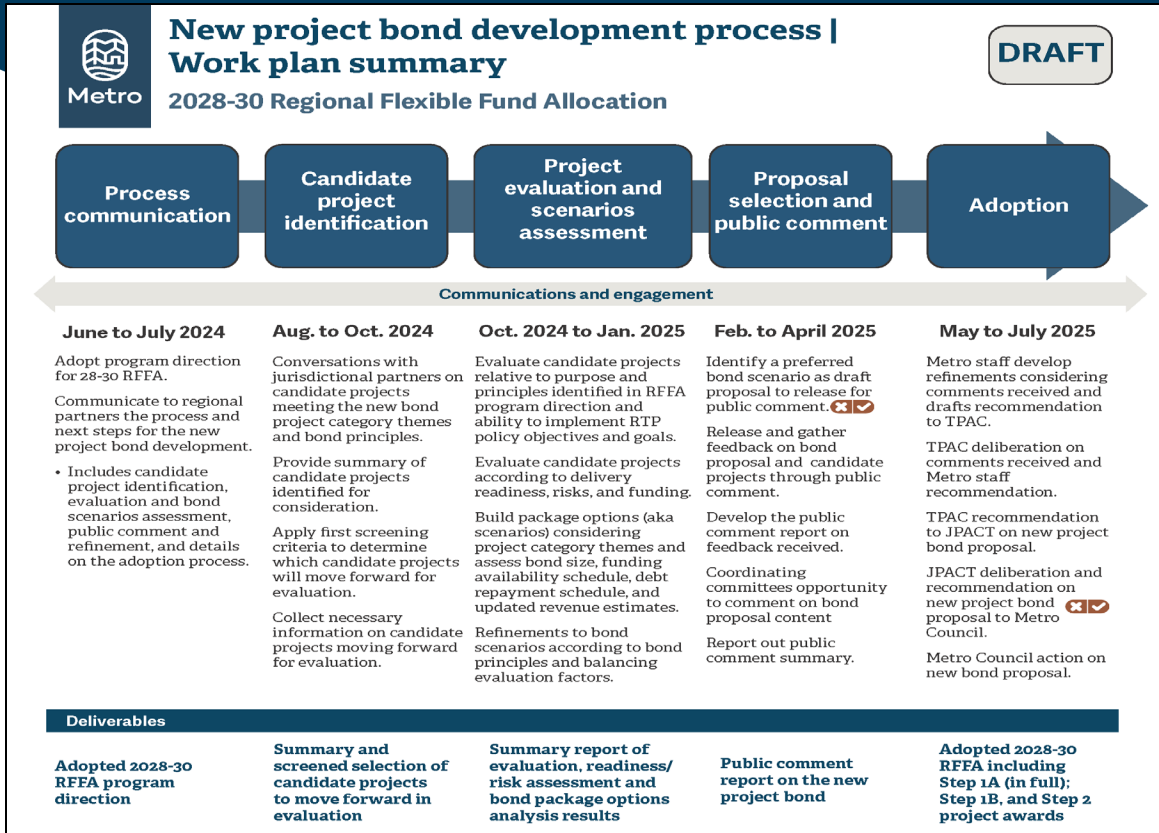 Metro
New project bond development process |
Work plan summary
2028-30 Regional Flexible Fund Allocation
DRAFT
Process
communication
Candidate
project
identification
Project
evaluation and
scenarios
assessment
Proposal
selection and
public comment
Adoption
Communications and engagement
June to July 2024
Adopt program direction
for 28-30 RFFA.
Communicate to regional
partners the process and
next steps for the new
project bond development.
• Includes candidate
project identification,
evaluation and bond
scenarios assessment,
public comment and
refinement, and details
on the adoption process.
Aug. to Oct. 2024
Conversations with
jurisdictional partners on
candidate projects
meeting the new bond
project category themes
and bond principles.
Provide summary of
candidate projects
identified for
consideration.
Apply first screening
criteria to determine
which candidate projects
will move forward for
evaluation.
Collect necessary
information on candidate
projects moving forward
for evaluation.
Oct. 2024 to Jan. 2025
Evaluate candidate projects
relative to purpose and
principles identified in RFFA
program direction and
ability to implement RTP
policy objectives and goals.
Evaluate candidate projects
according to delivery
readiness, risks, and funding.
Build package options (aka
scenarios) considering
project category themes and
assess bond size, funding
availability schedule, debt
repayment schedule, and
updated revenue estimates.
Refinements to bond
scenarios according to bond
principles and balancing
evaluation factors.
Feb. to April 2025
Identify a preferred
bond scenario as draft
proposal to release for
public comment.
Release and gather
feedback on bond
proposal and candidate
projects through public
comment.
Develop the public
comment report on
feedback received.
Coordinating
committees opportunity
to comment on bond
proposal content
Report out public
comment summary.
May to July 2025
Metro staff develop
refinements considering
comments received and
drafts recommendation
to TPAC.
TPAC deliberation on
comments received and
Metro staff
recommendation.
TPAC recommendation
to JPACT on new project
bond proposal.
JPACT deliberation and
recommendation on
new project bond
proposal to Metro
Council.
Metro Council action on
new bond proposal.
Deliverables
Adopted 2028-30
RFFA program
direction
Summary and
screened selection of
candidate projects
to move forward in
evaluation
Summary report of
evaluation, readiness/
risk assessment and
bond package options
analysis results
Public comment
report on the new
project bond
Adopted 2028-30
RFFA including
Step 1A (in full);
Step 1B, and Step 2
project awards